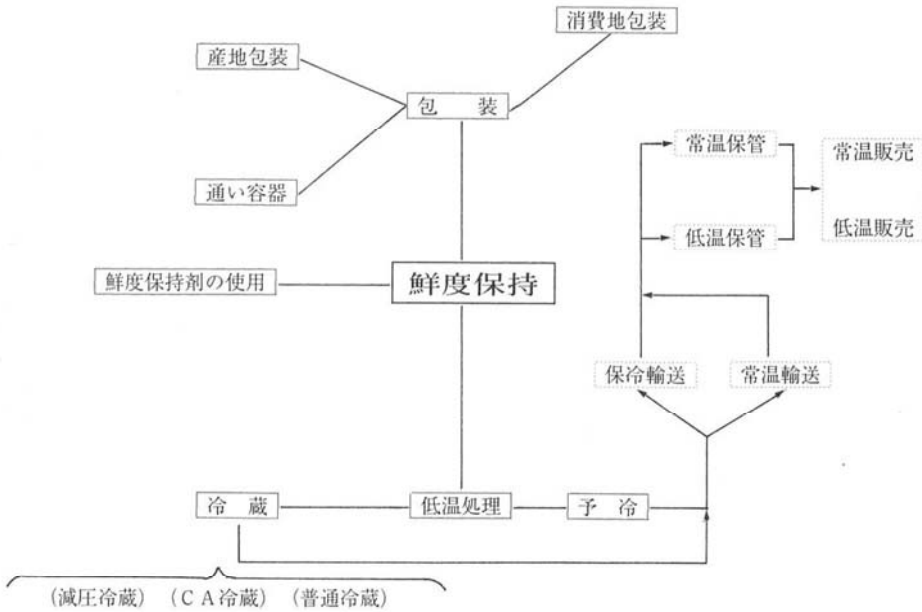 消費地包装
産地包装
包　装
通い容器
常温保管
常温販売
低温保管
低温販売
鮮度保持剤の使用
鮮度保持
保冷輸送
常温輸送
冷　蔵
低温処理
予　冷
(減圧冷蔵) (CA冷蔵) (普通冷蔵)